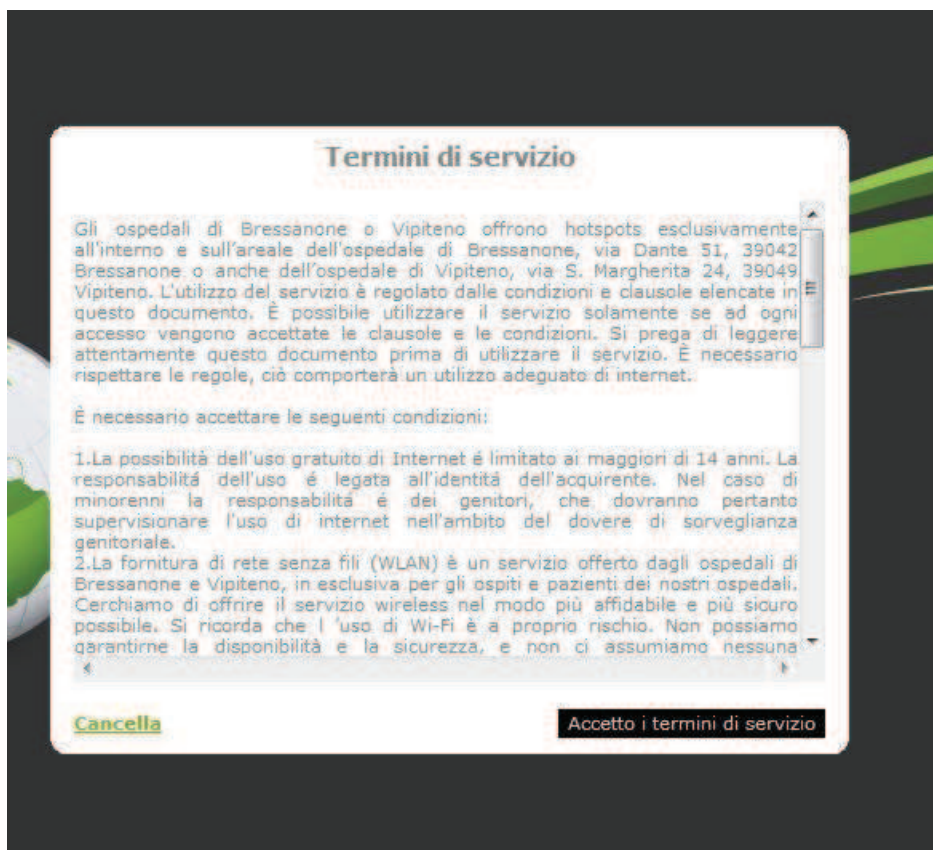 Termini di servizio
Gli ospedali di Bressanone o Vipiteno offrono hotspots esclusivamente
all'interno e sull'areale dell'ospedale di Bressanone, via Dante 51, 39042
Bressanone o anche dell'ospedale di Vipiteno, via S. Margherita 24, 39049
Vipiteno. L'utilizzo del servizio è regolato dalle condizioni e clausole elencate in
questo documento. È possibile utilizzare il servizio solamente se ad ogni
accesso vengono accettate le clausole e le condizioni. Si prega di leggere
attentamente questo documento prima di utilizzare il servizio. È necessario
rispettare le regole, ciò comporterà un utilizzo adeguato di internet.
È necessario accettare le seguenti condizioni:
1.La possibilità dell'uso gratuito di Internet é limitato ai maggiori di 14 anni. La
responsabilitá dell'uso é legata all'identitá dell'acquirente. Nel caso di
minorenni la responsabilitá é dei genitori, che dovranno pertanto
supervisionare l'uso di internet nell'ambito del dovere di sorveglianza
genitoriale.
2.La fornitura di rete senza fili (WLAN) è un servizio offerto dagli ospedali di
Bressanone e Vipiteno, in esclusiva per gli ospiti e pazienti dei nostri ospedali.
Cerchiamo di offrire il servizio wireless nel modo più affidabile e più sicuro
possibile. Si ricorda che l 'uso di Wi-Fi è a proprio rischio. Non possiamo
garantirne la disponibilità e la sicurezza, e non ci assumiamo nessuna
Cancella
Accetto i termini di servizio